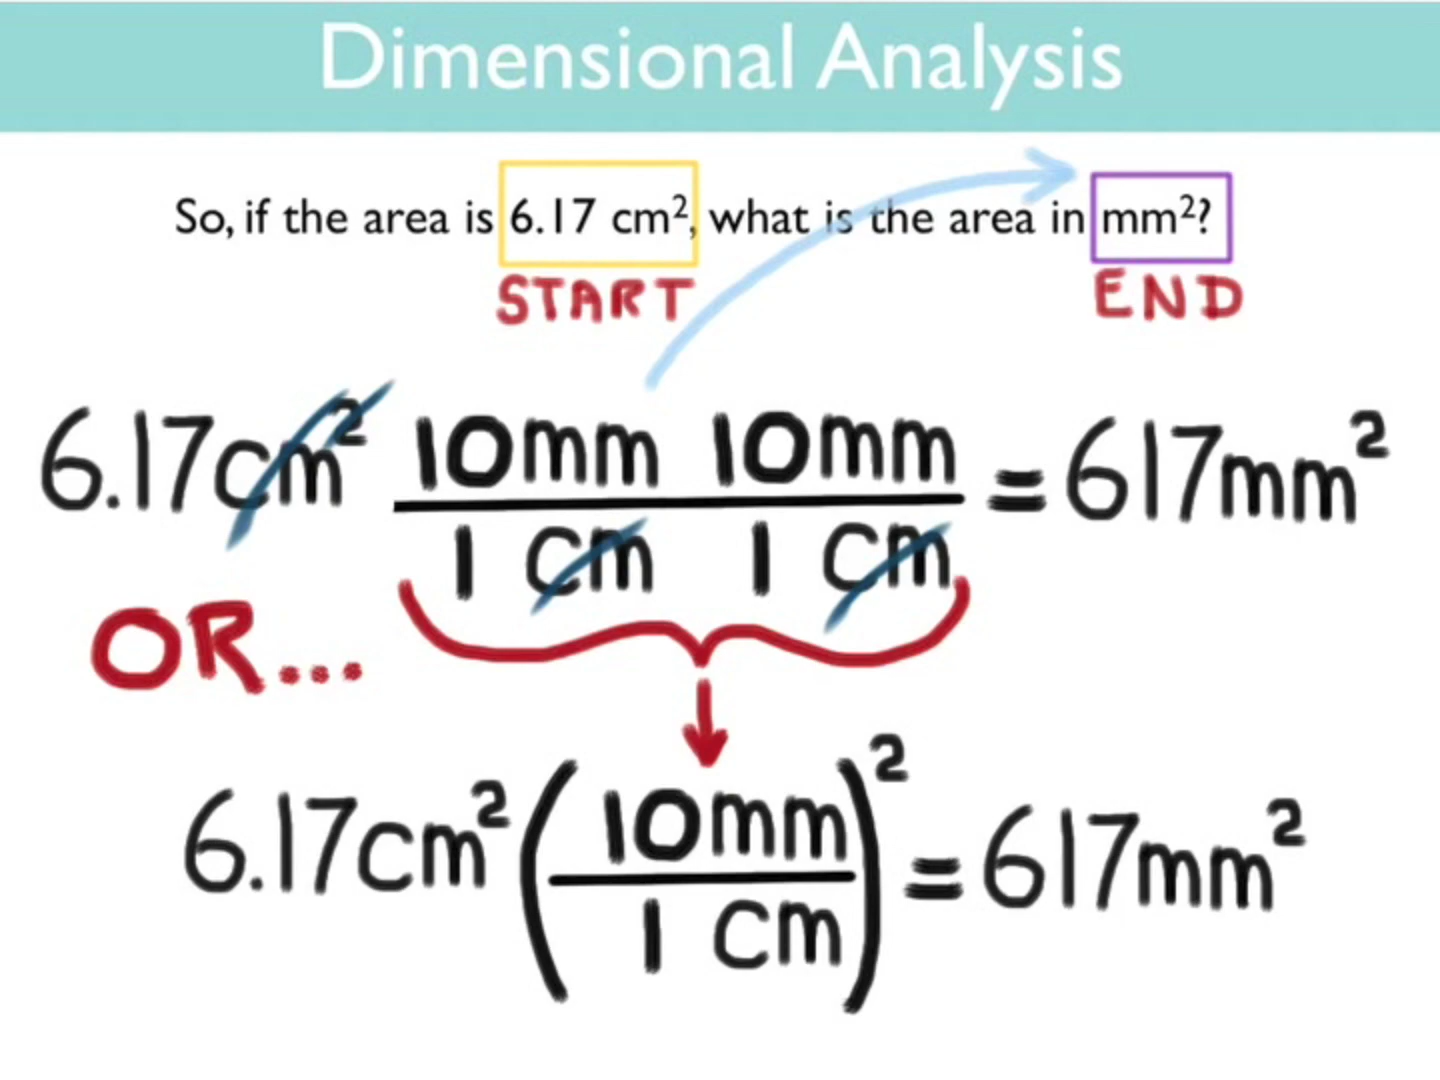 Dimensional Analysis
So, if the area is 6.17 cm², what is the area in mm²?
START END
6.17cm² 10mm 10mm = 617mm²
1 cm 1 cm
OR...
6.17cm² (10mm)² = 617mm²
1 cm